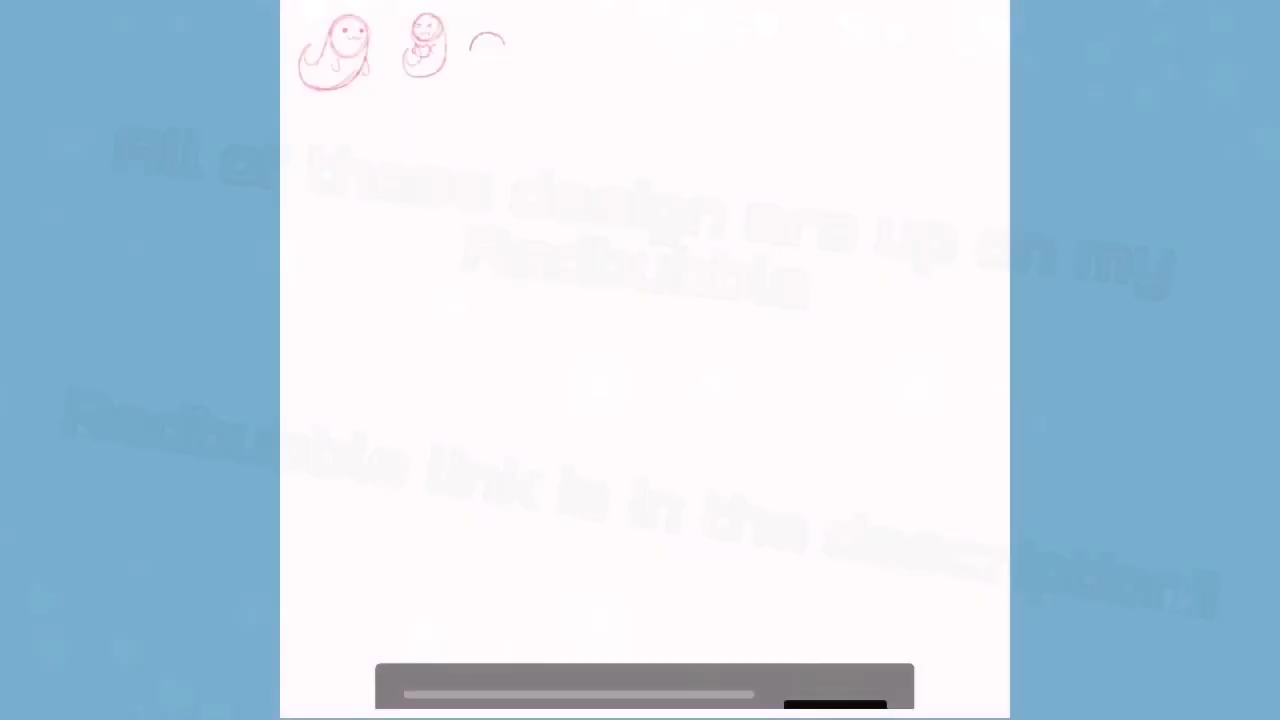 All of these design are up on my
Redbubble
Redbubble link is in the description!